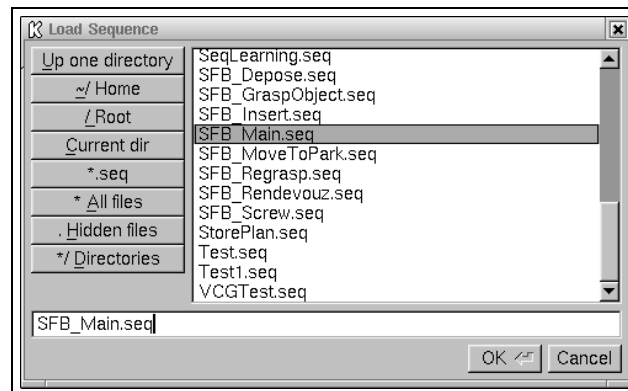 Load Sequence
Up one directory
~/ Home
/ Root
Current dir
*.seq
* All files
. Hidden files
*/ Directories
SeqLearning.seq
SFB_Depose.seq
SFB_GraspObject.seq
SFB_Insert.seq
SFB_Main.seq
SFB_MoveToPark.seq
SFB_Regrasp.seq
SFB_Rendevouz.seq
SFB_Screw.seq
StorePlan.seq
Test.seq
Test1.seq
VCGTest.seq
SFB_Main.seq
OK Cancel